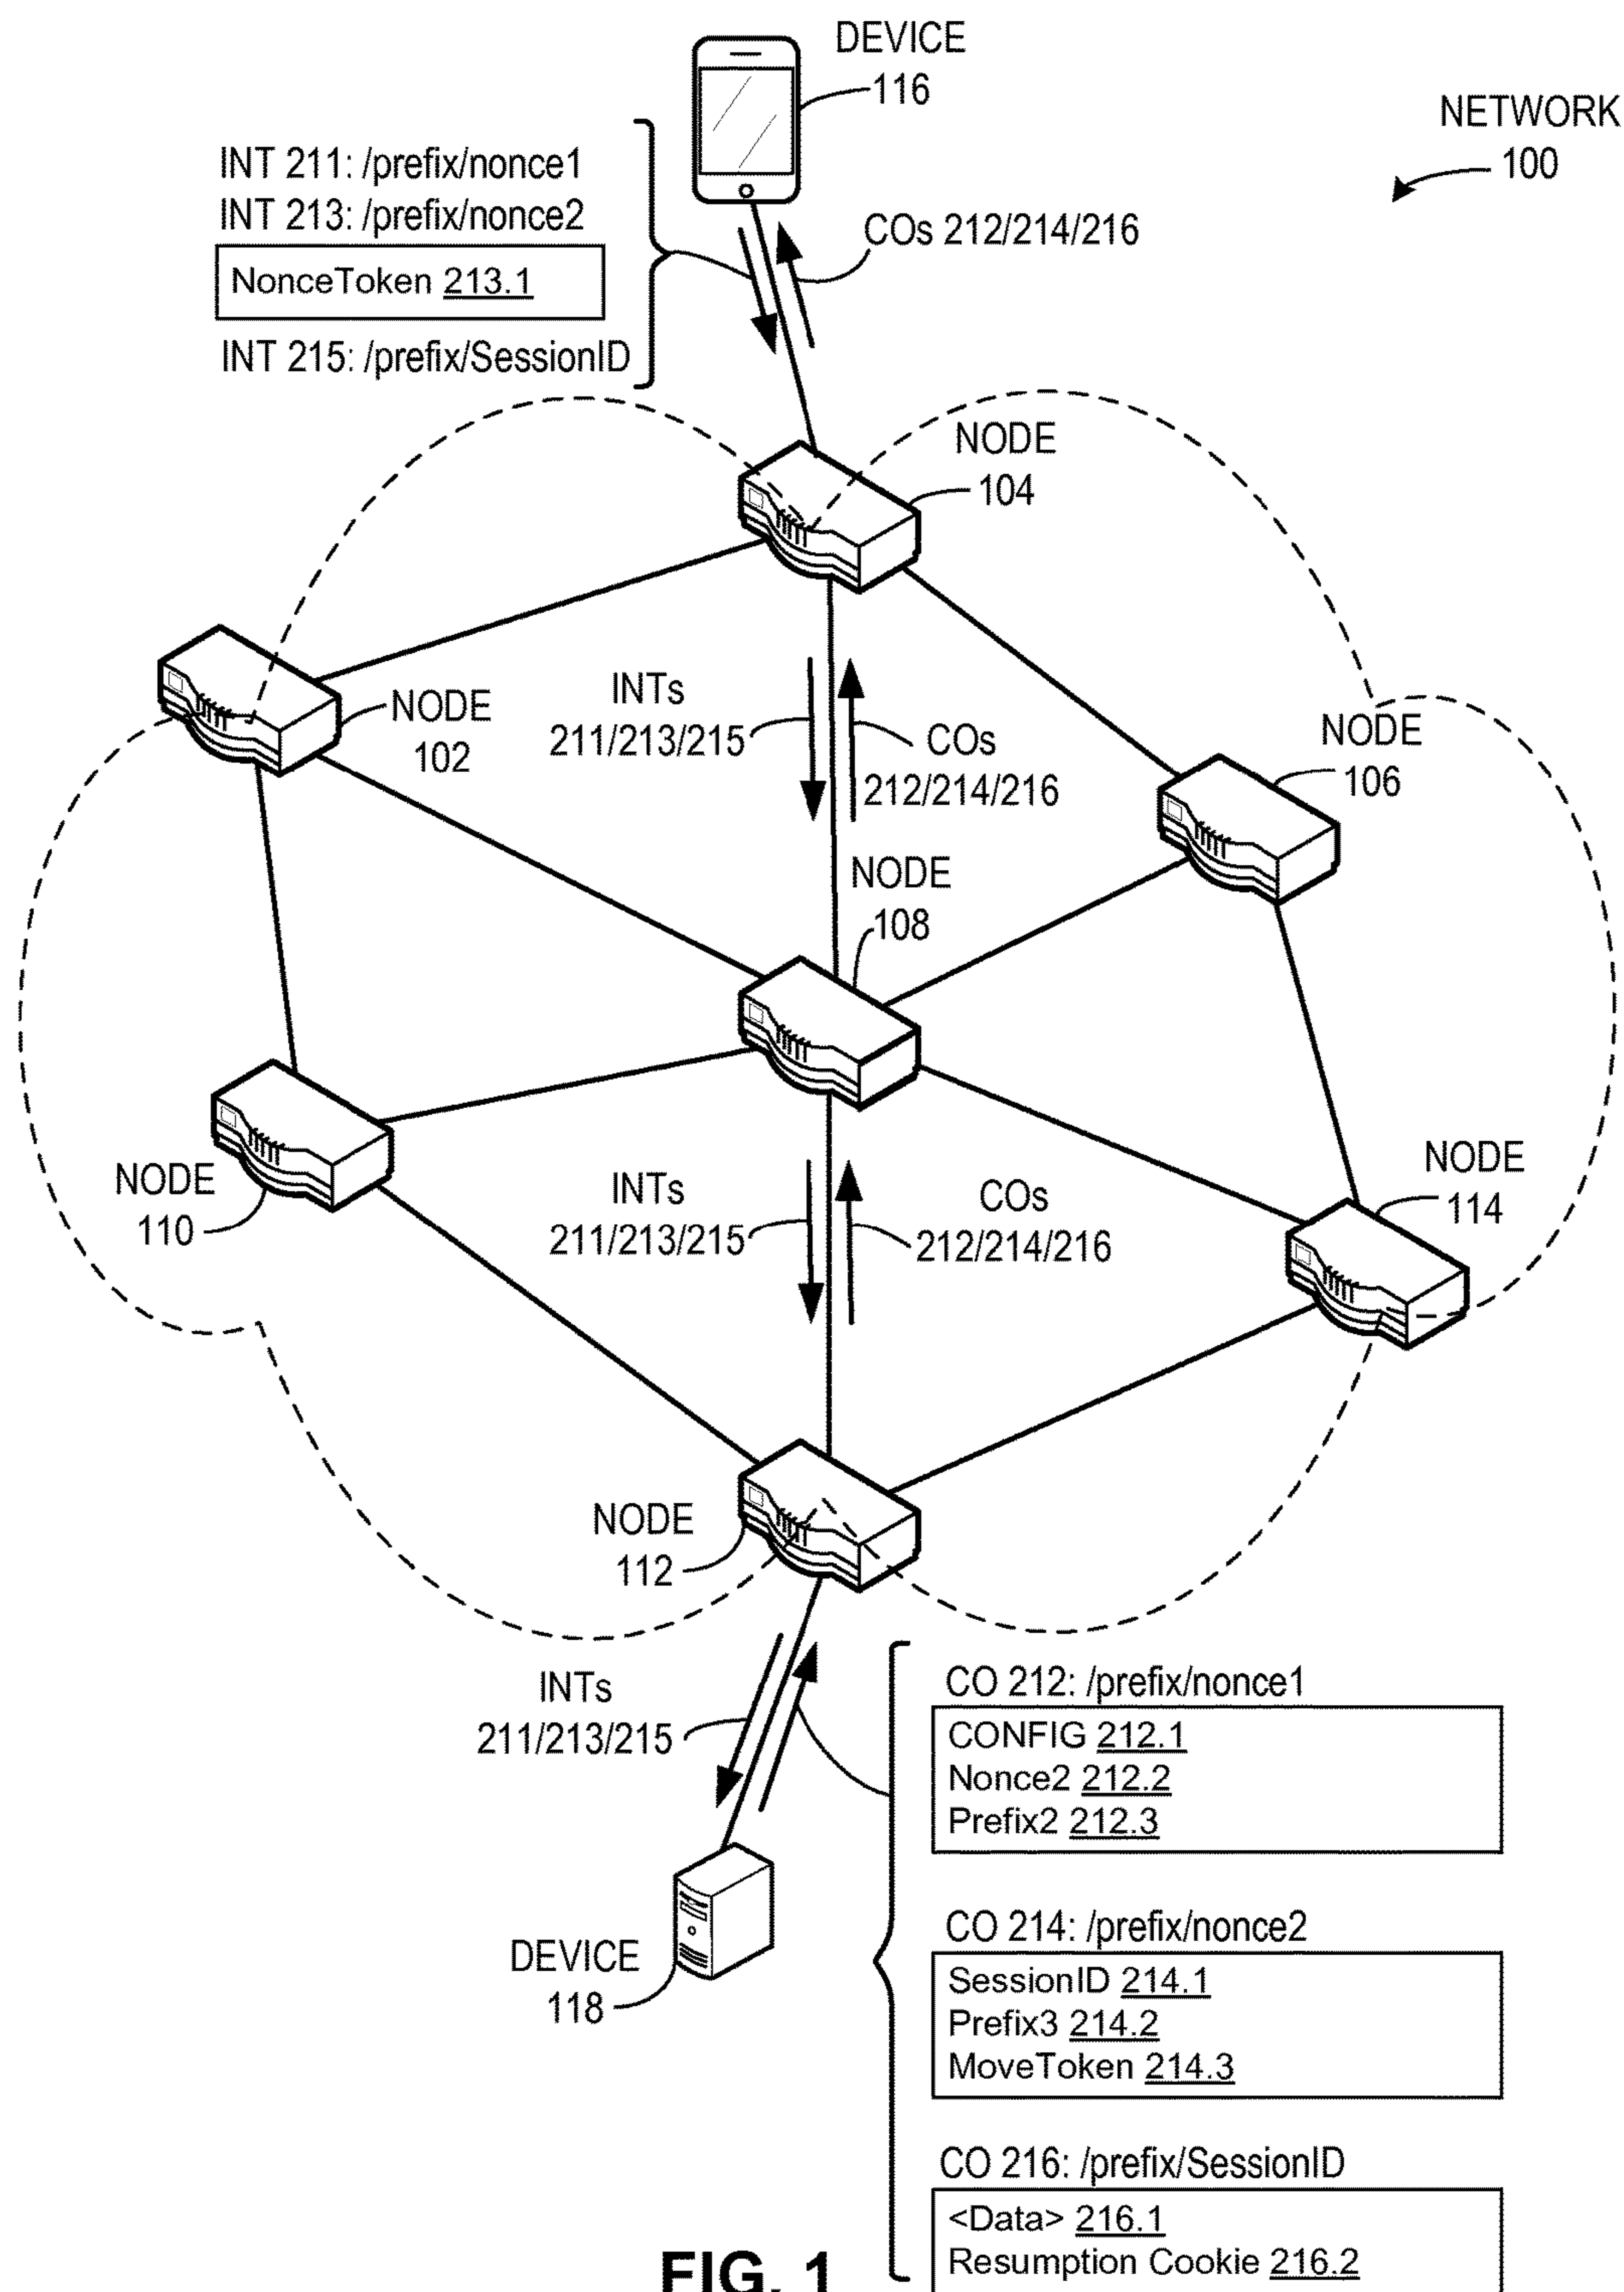 DEVICE
116
NETWORK
100
INT 211: /prefix/nonce1
INT 213: /prefix/nonce2
NonceToken 213.1
INT 215: /prefix/SessionID
COs 212/214/216
NODE
104
NODE
102
INTs
211/213/215
COs
212/214/216
NODE
106
NODE
108
NODE
110
INTs
211/213/215
COs
212/214/216
NODE
114
NODE
112
INTs
211/213/215
CO 212: /prefix/nonce1
CONFIG 212.1
Nonce2 212.2
Prefix2 212.3
DEVICE
118
CO 214: /prefix/nonce2
SessionID 214.1
Prefix3 214.2
MoveToken 214.3
CO 216: /prefix/SessionID
<Data> 216.1
Resumption Cookie 216.2
FIG. 1